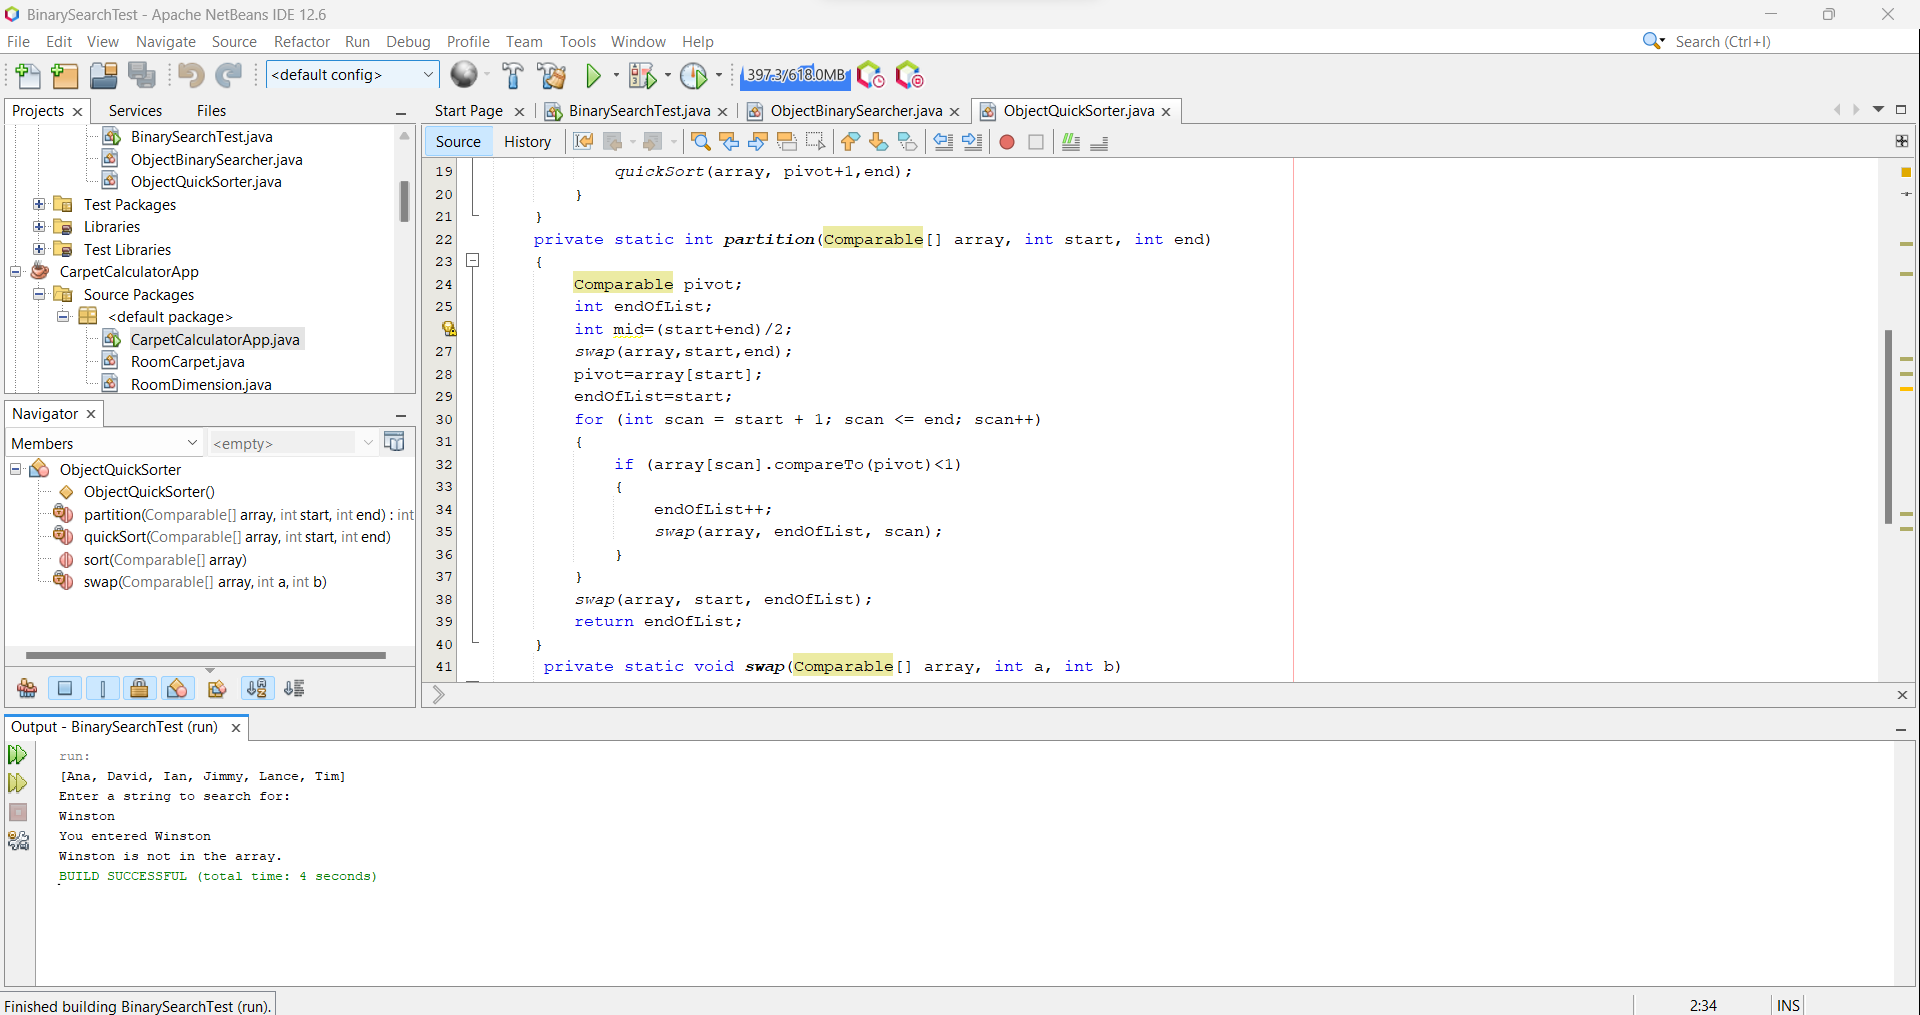 BinarySearchTest - Apache NetBeans IDE 12.6
File Edit View Navigate Source Refactor Run Debug Profile Team Tools Window Help
Search (Ctrl+I)
<default config>
397.3/618.0MB
Projects Services Files
BinarySearchTest.java
ObjectBinarySearcher.java
ObjectQuickSorter.java
Test Packages
Libraries
Test Libraries
CarpetCalculatorApp
Source Packages
<default package>
CarpetCalculatorApp.java
RoomCarpet.java
RoomDimension.java
Navigator
Members
<empty>
ObjectQuickSorter
ObjectQuickSorter()
partition(Comparable[] array, int start, int end) : int
quickSort(Comparable[] array, int start, int end)
sort(Comparable[] array)
swap(Comparable[] array, int a, int b)
Start Page BinarySearchTest.java ObjectBinarySearcher.java ObjectQuickSorter.java
Source History
19 quickSort(array, pivot+1,end);
20 }
21 }
22 private static int partition(Comparable[] array, int start, int end)
23 {
24 Comparable pivot;
25 int endOfList;
int mid=(start+end)/2;
27 swap(array,start,end);
28 pivot=array[start];
29 endOfList=start;
30 for (int scan = start + 1; scan <= end; scan++)
31 {
32 if (array[scan].compareTo(pivot)<1)
33 {
34 endOfList++;
35 swap(array, endOfList, scan);
36 }
37 }
38 swap(array, start, endOfList);
39 return endOfList;
40 }
41 private static void swap(Comparable[] array, int a, int b)
Output - BinarySearchTest (run)
run:
[Ana, David, Ian, Jimmy, Lance, Tim]
Enter a string to search for:
Winston
You entered Winston
Winston is not in the array.
BUILD SUCCESSFUL (total time: 4 seconds)
Finished building BinarySearchTest (run).
2:34 INS